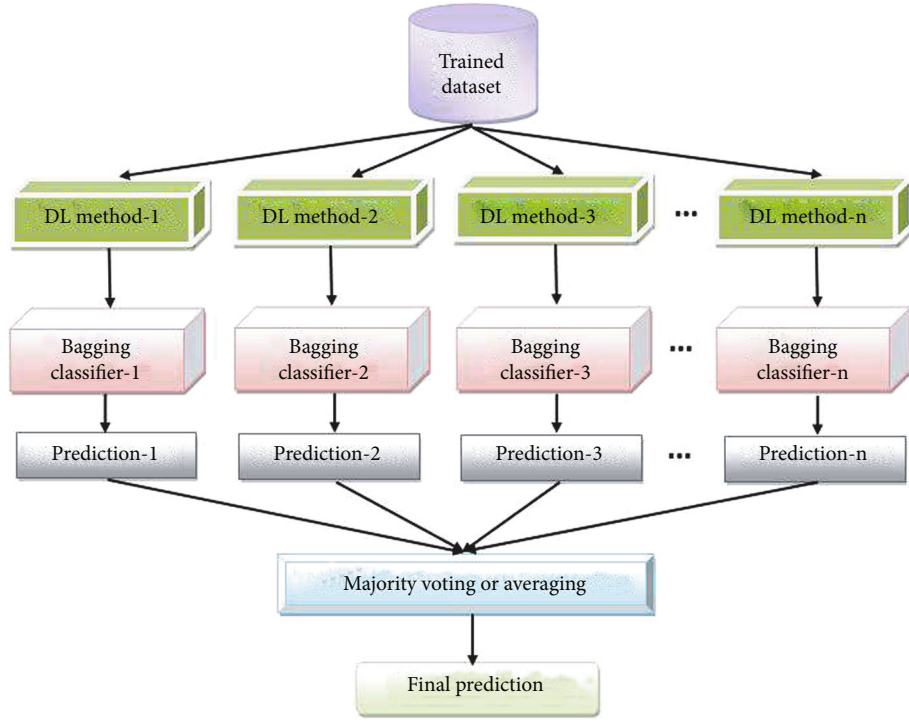 Trained
dataset
DL method-1
DL method-2
DL method-3
...
DL method-n
Bagging
classifier-1
Bagging
classifier-2
Bagging
classifier-3
...
Bagging
classifier-n
Prediction-1
Prediction-2
Prediction-3
...
Prediction-n
Majority voting or averaging
Final prediction